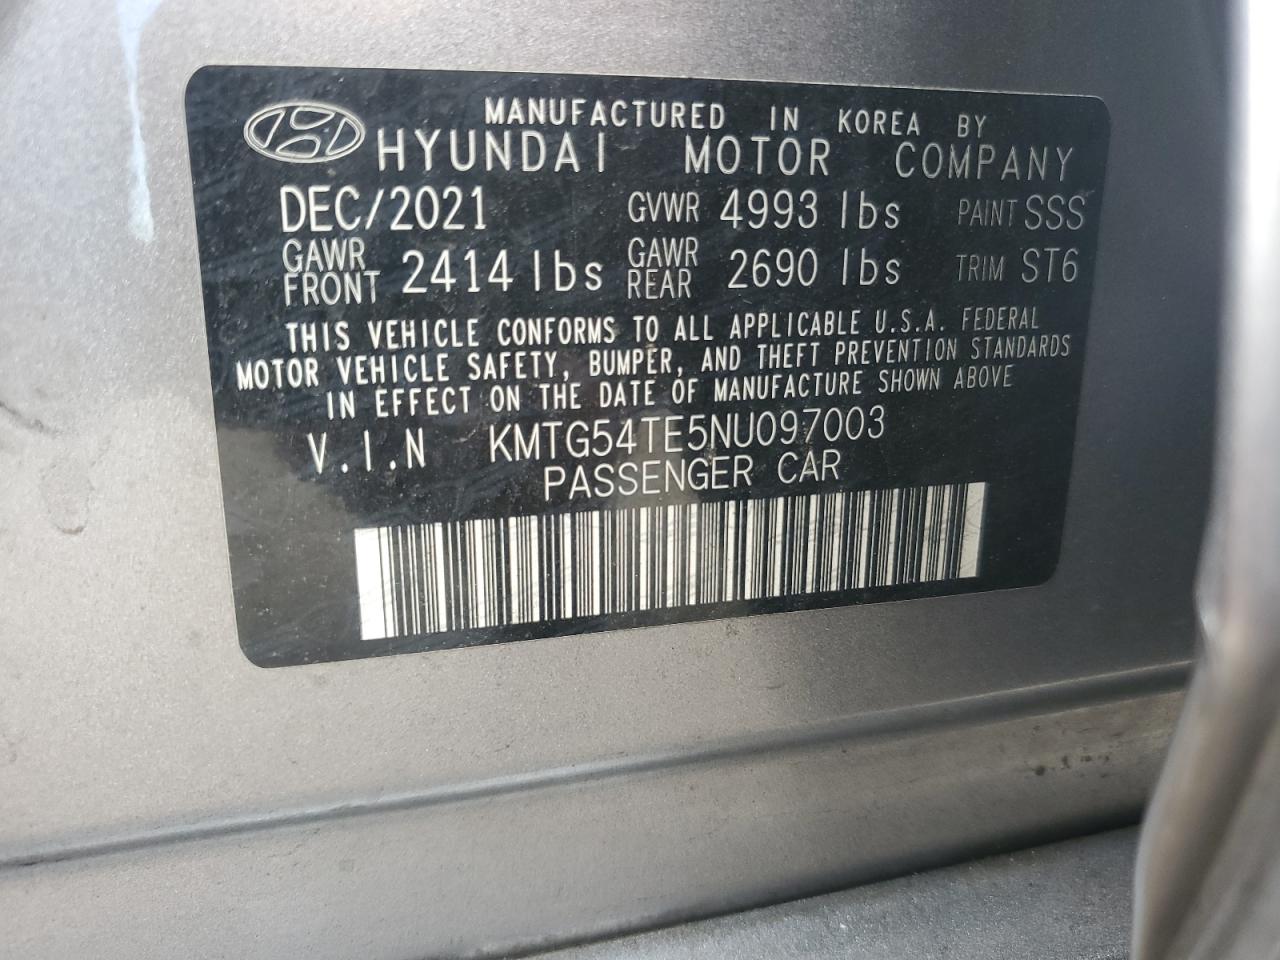 MANUFACTURED IN KOREA BY
HYUNDAI MOTOR COMPANY
DEC/2021 GVWR 4993 lbs PAINT SSS
GAWR FRONT 2414 lbs GAWR REAR 2690 lbs TRIM ST6
THIS VEHICLE CONFORMS TO ALL APPLICABLE U.S.A. FEDERAL
MOTOR VEHICLE SAFETY, BUMPER, AND THEFT PREVENTION STANDARDS
IN EFFECT ON THE DATE OF MANUFACTURE SHOWN ABOVE
V.I.N KMTG54TE5NU097003
PASSENGER CAR